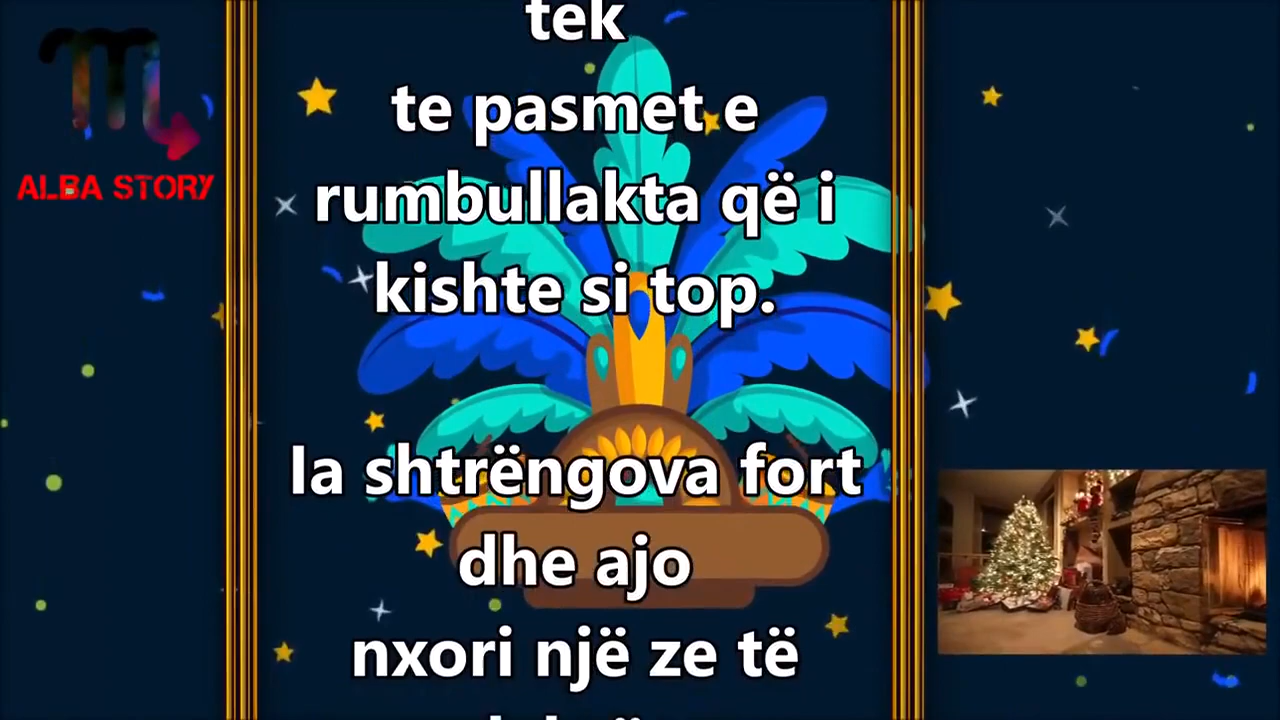 ALBA STORY
tek
te pasmet e
rumbullakta që i
kishte si top.
Ia shtrëngova fort
dhe ajo
nxori një ze të